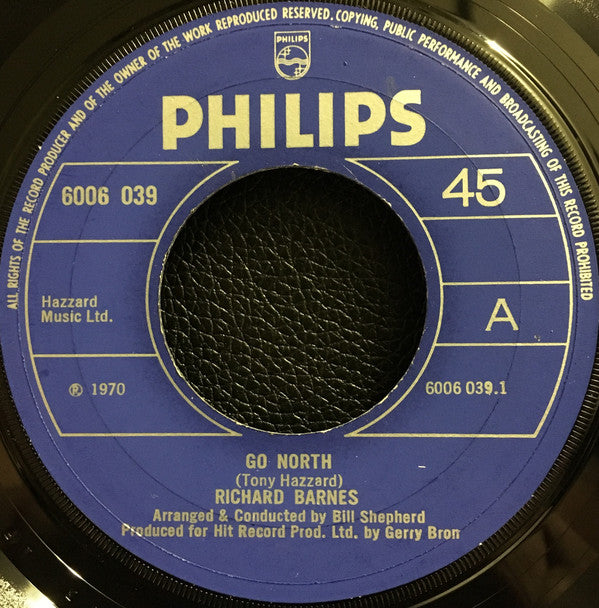 ALL RIGHTS OF THE RECORD PRODUCER AND OF THE OWNER OF THE WORK REPRODUCED RESERVED. COPYING, PUBLIC PERFORMANCE AND BROADCASTING OF THIS RECORD PROHIBITED
PHILIPS
PHILIPS
6006 039
45
Hazzard
Music Ltd.
A
℗ 1970
6006 039.1
GO NORTH
(Tony Hazzard)
RICHARD BARNES
Arranged & Conducted by Bill Shepherd
Produced for Hit Record Prod. Ltd. by Gerry Bron